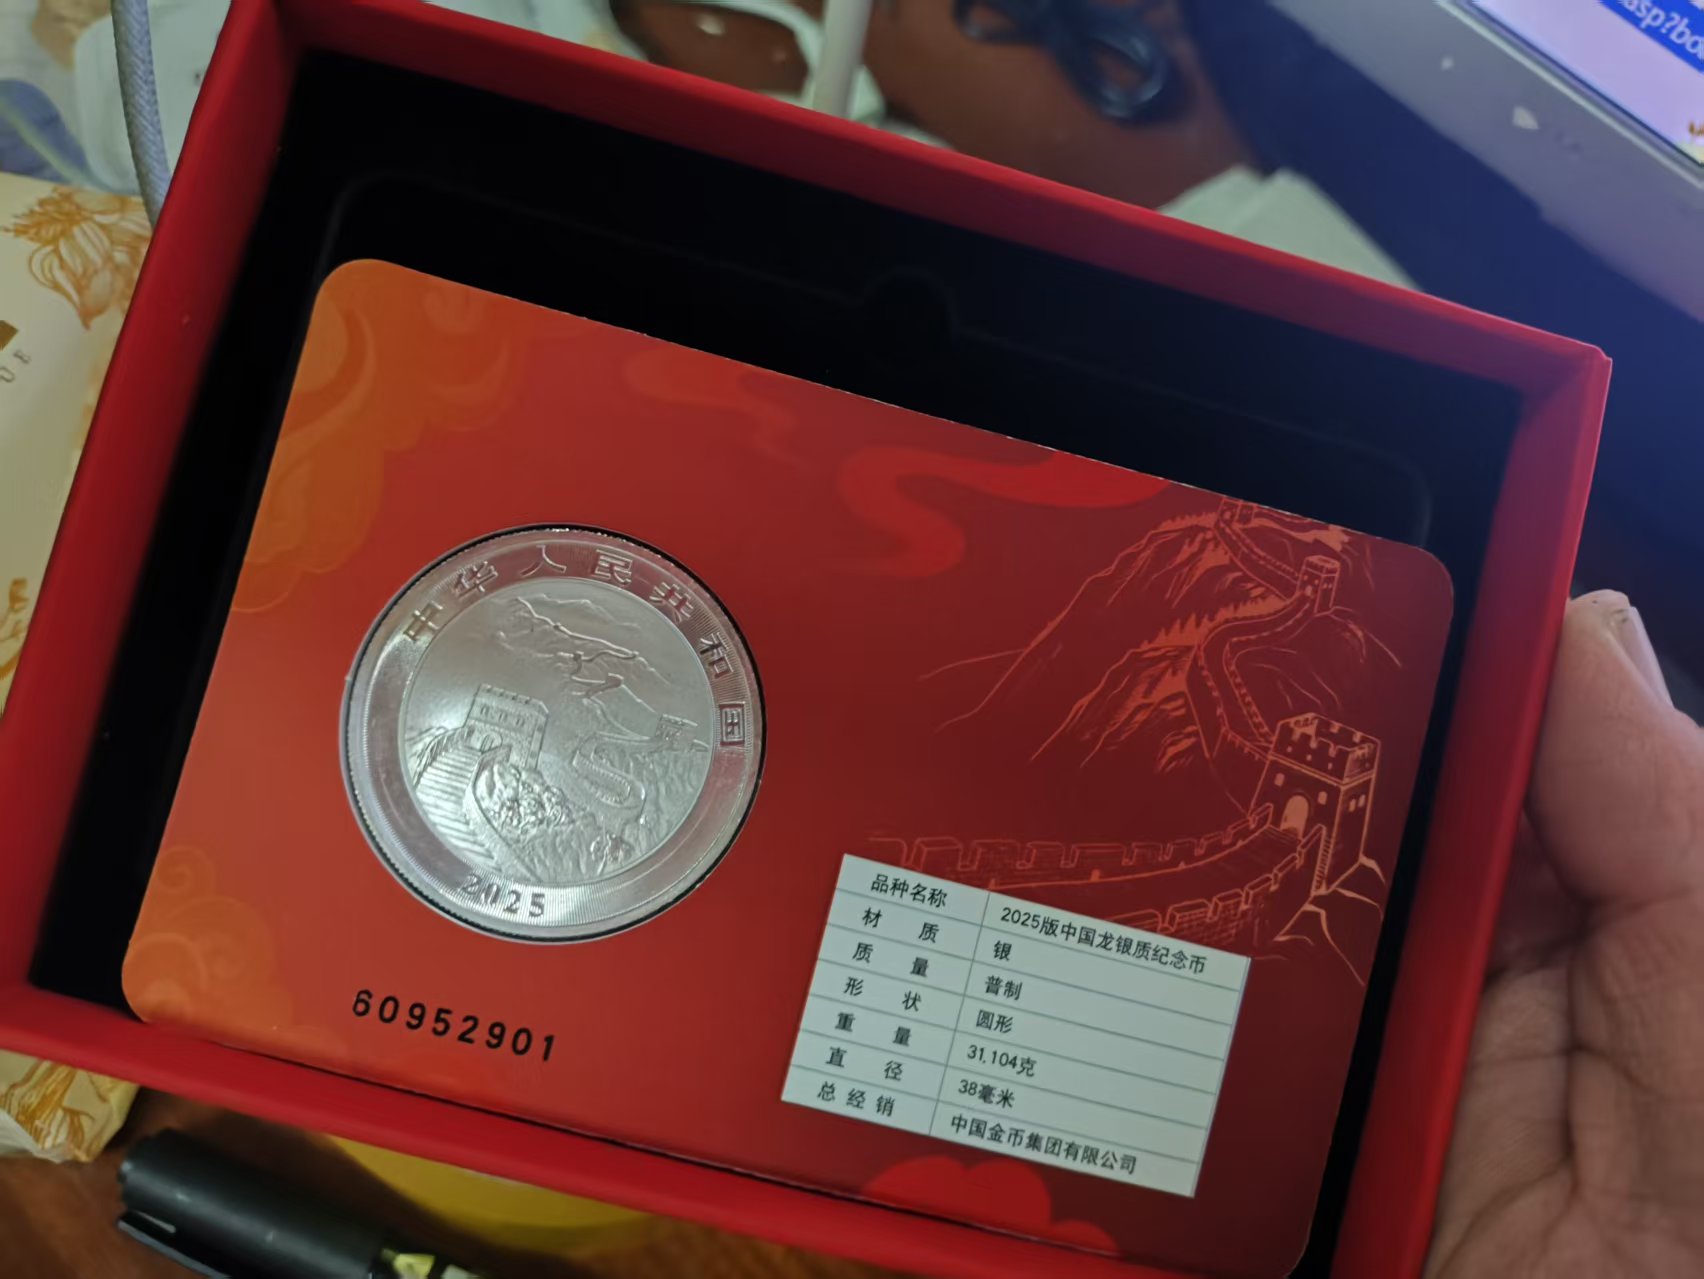 asp?bo
中华人民共和国
2025
60952901
品种名称 2025版中国龙银质纪念币
材质 银
质量 普制
形状 圆形
重量 31.104克
直径 38毫米
总经销 中国金币集团有限公司